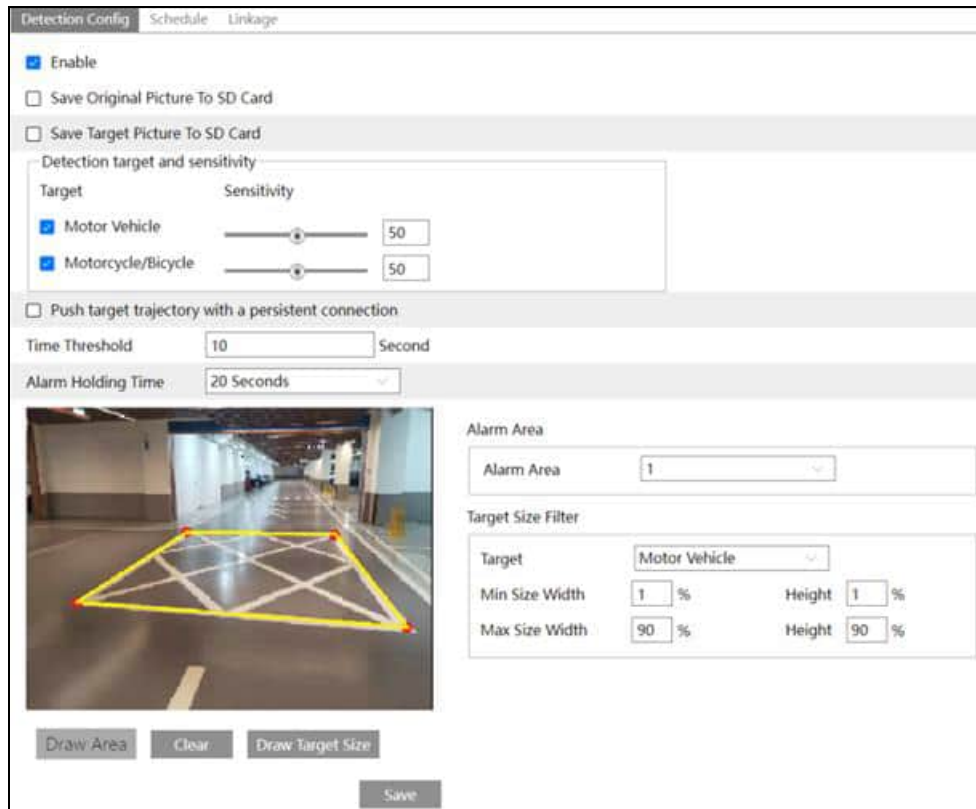 Detection Config Schedule Linkage
Enable
Save Original Picture To SD Card
Save Target Picture To SD Card
Detection target and sensitivity
Target Sensitivity
Motor Vehicle 50
Motorcycle/Bicycle 50
Push target trajectory with a persistent connection
Time Threshold 10 Second
Alarm Holding Time 20 Seconds
Alarm Area
Alarm Area 1
Target Size Filter
Target Motor Vehicle
Min Size Width 1 % Height 1 %
Max Size Width 90 % Height 90 %
Draw Area Clear Draw Target Size
Save